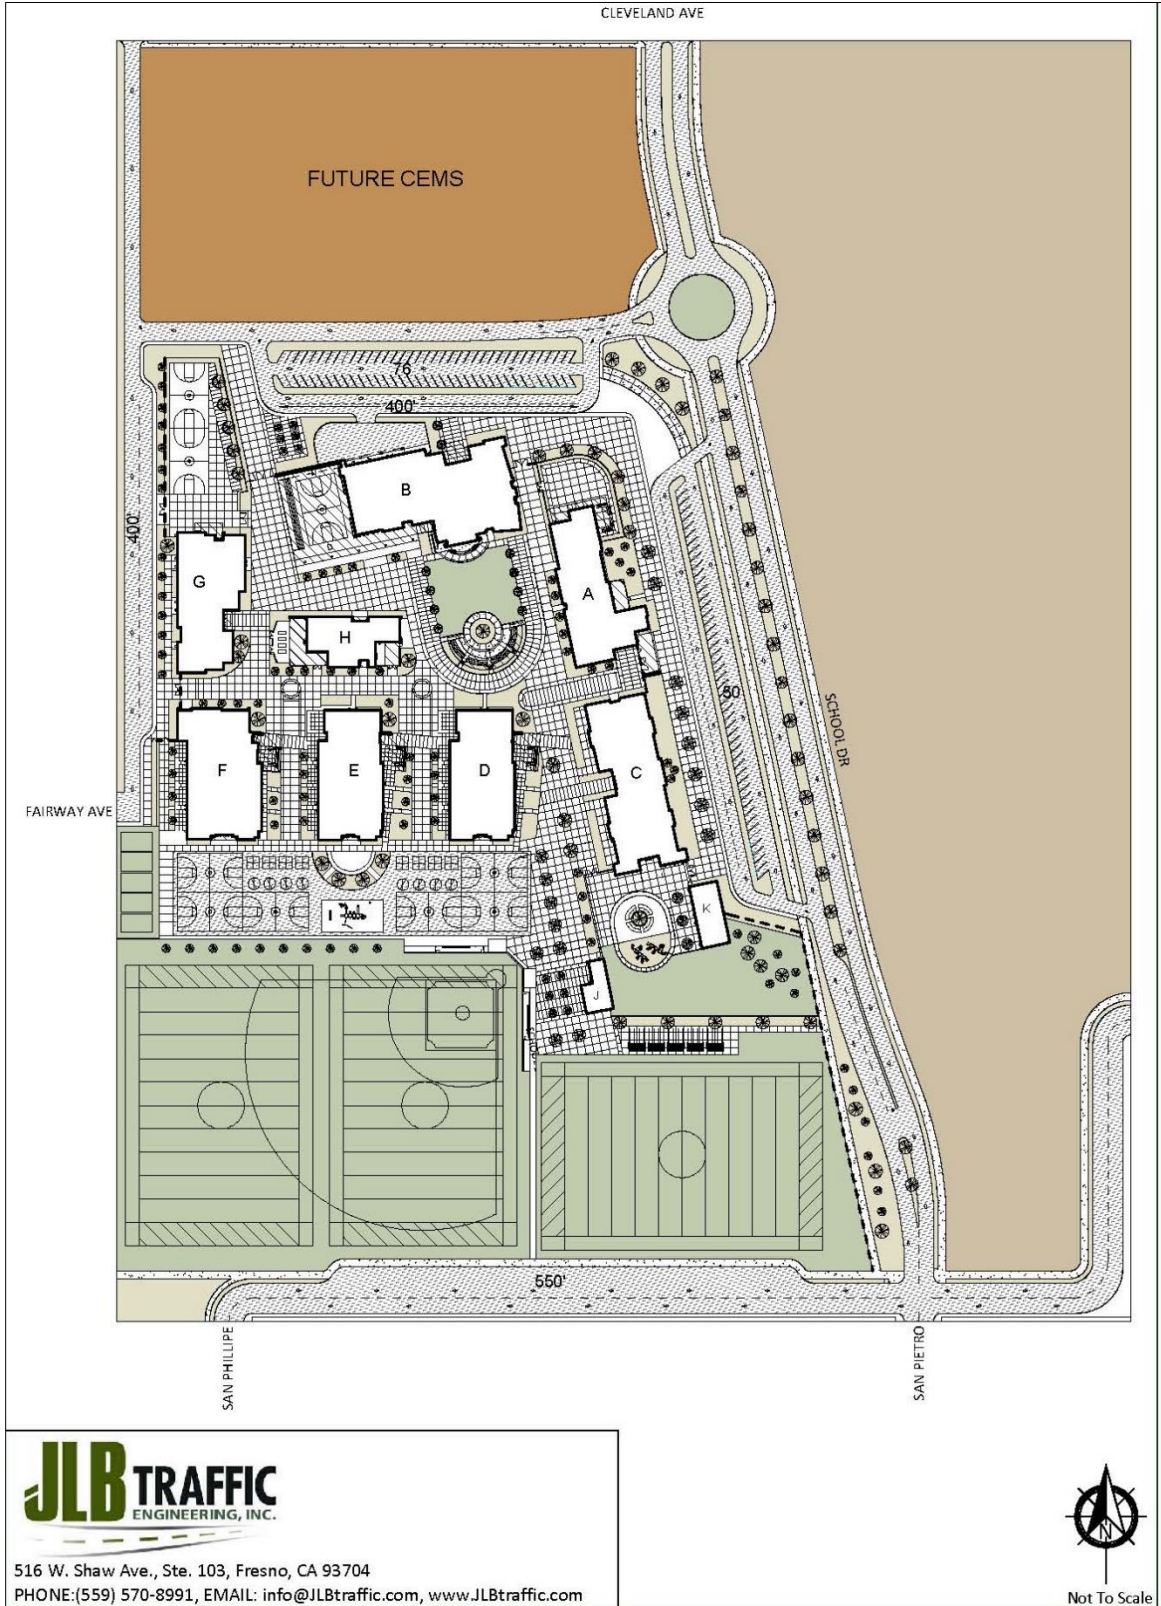 CLEVELAND AVE
FUTURE CEMS
76
400'
B
400'
G
A
H
50
SCHOOL DR
F
E
D
C
FAIRWAY AVE
I
K
J
550'
SAN PHILLIPE
SAN PIETRO
JLB TRAFFIC
ENGINEERING, INC.
516 W. Shaw Ave., Ste. 103, Fresno, CA 93704
PHONE:(559) 570-8991, EMAIL: info@JLBtraffic.com, www.JLBtraffic.com
N
Not To Scale